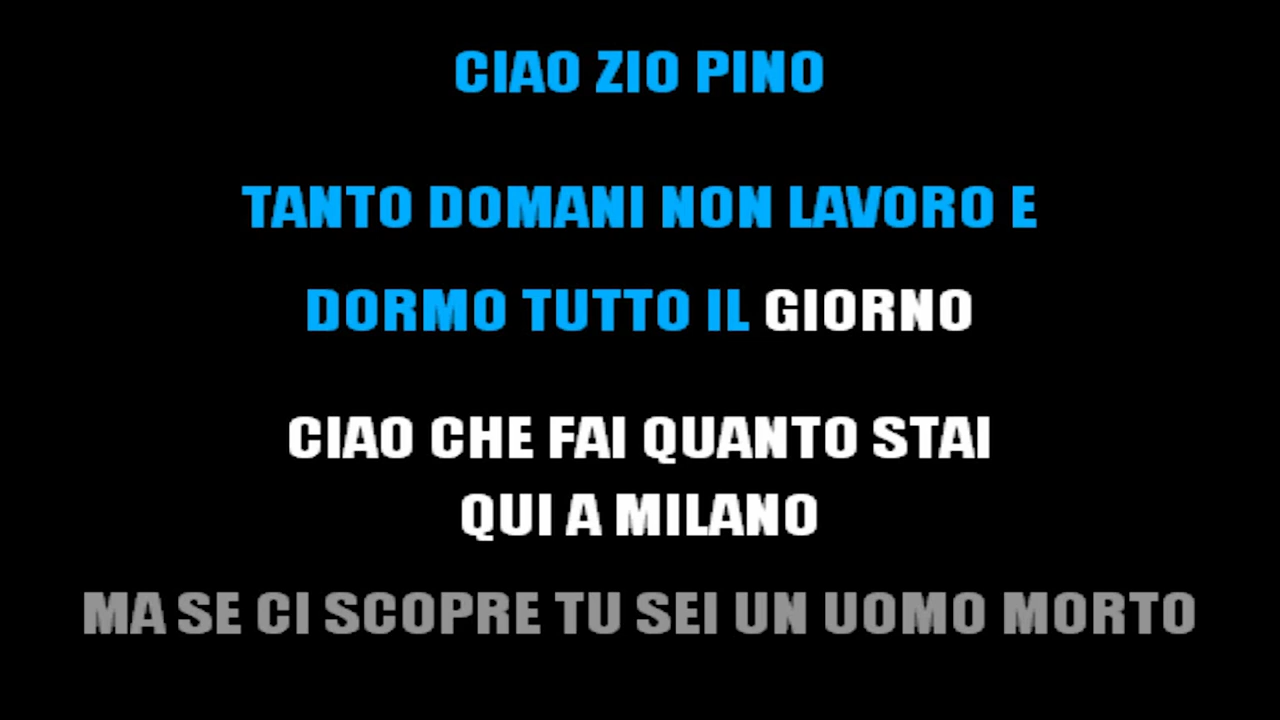 CIAO ZIO PINO
TANTO DOMANI NON LAVORO E
DORMO TUTTO IL GIORNO
CIAO CHE FAI QUANTO STAI
QUI A MILANO
MA SE CI SCOPRE TU SEI UN UOMO MORTO